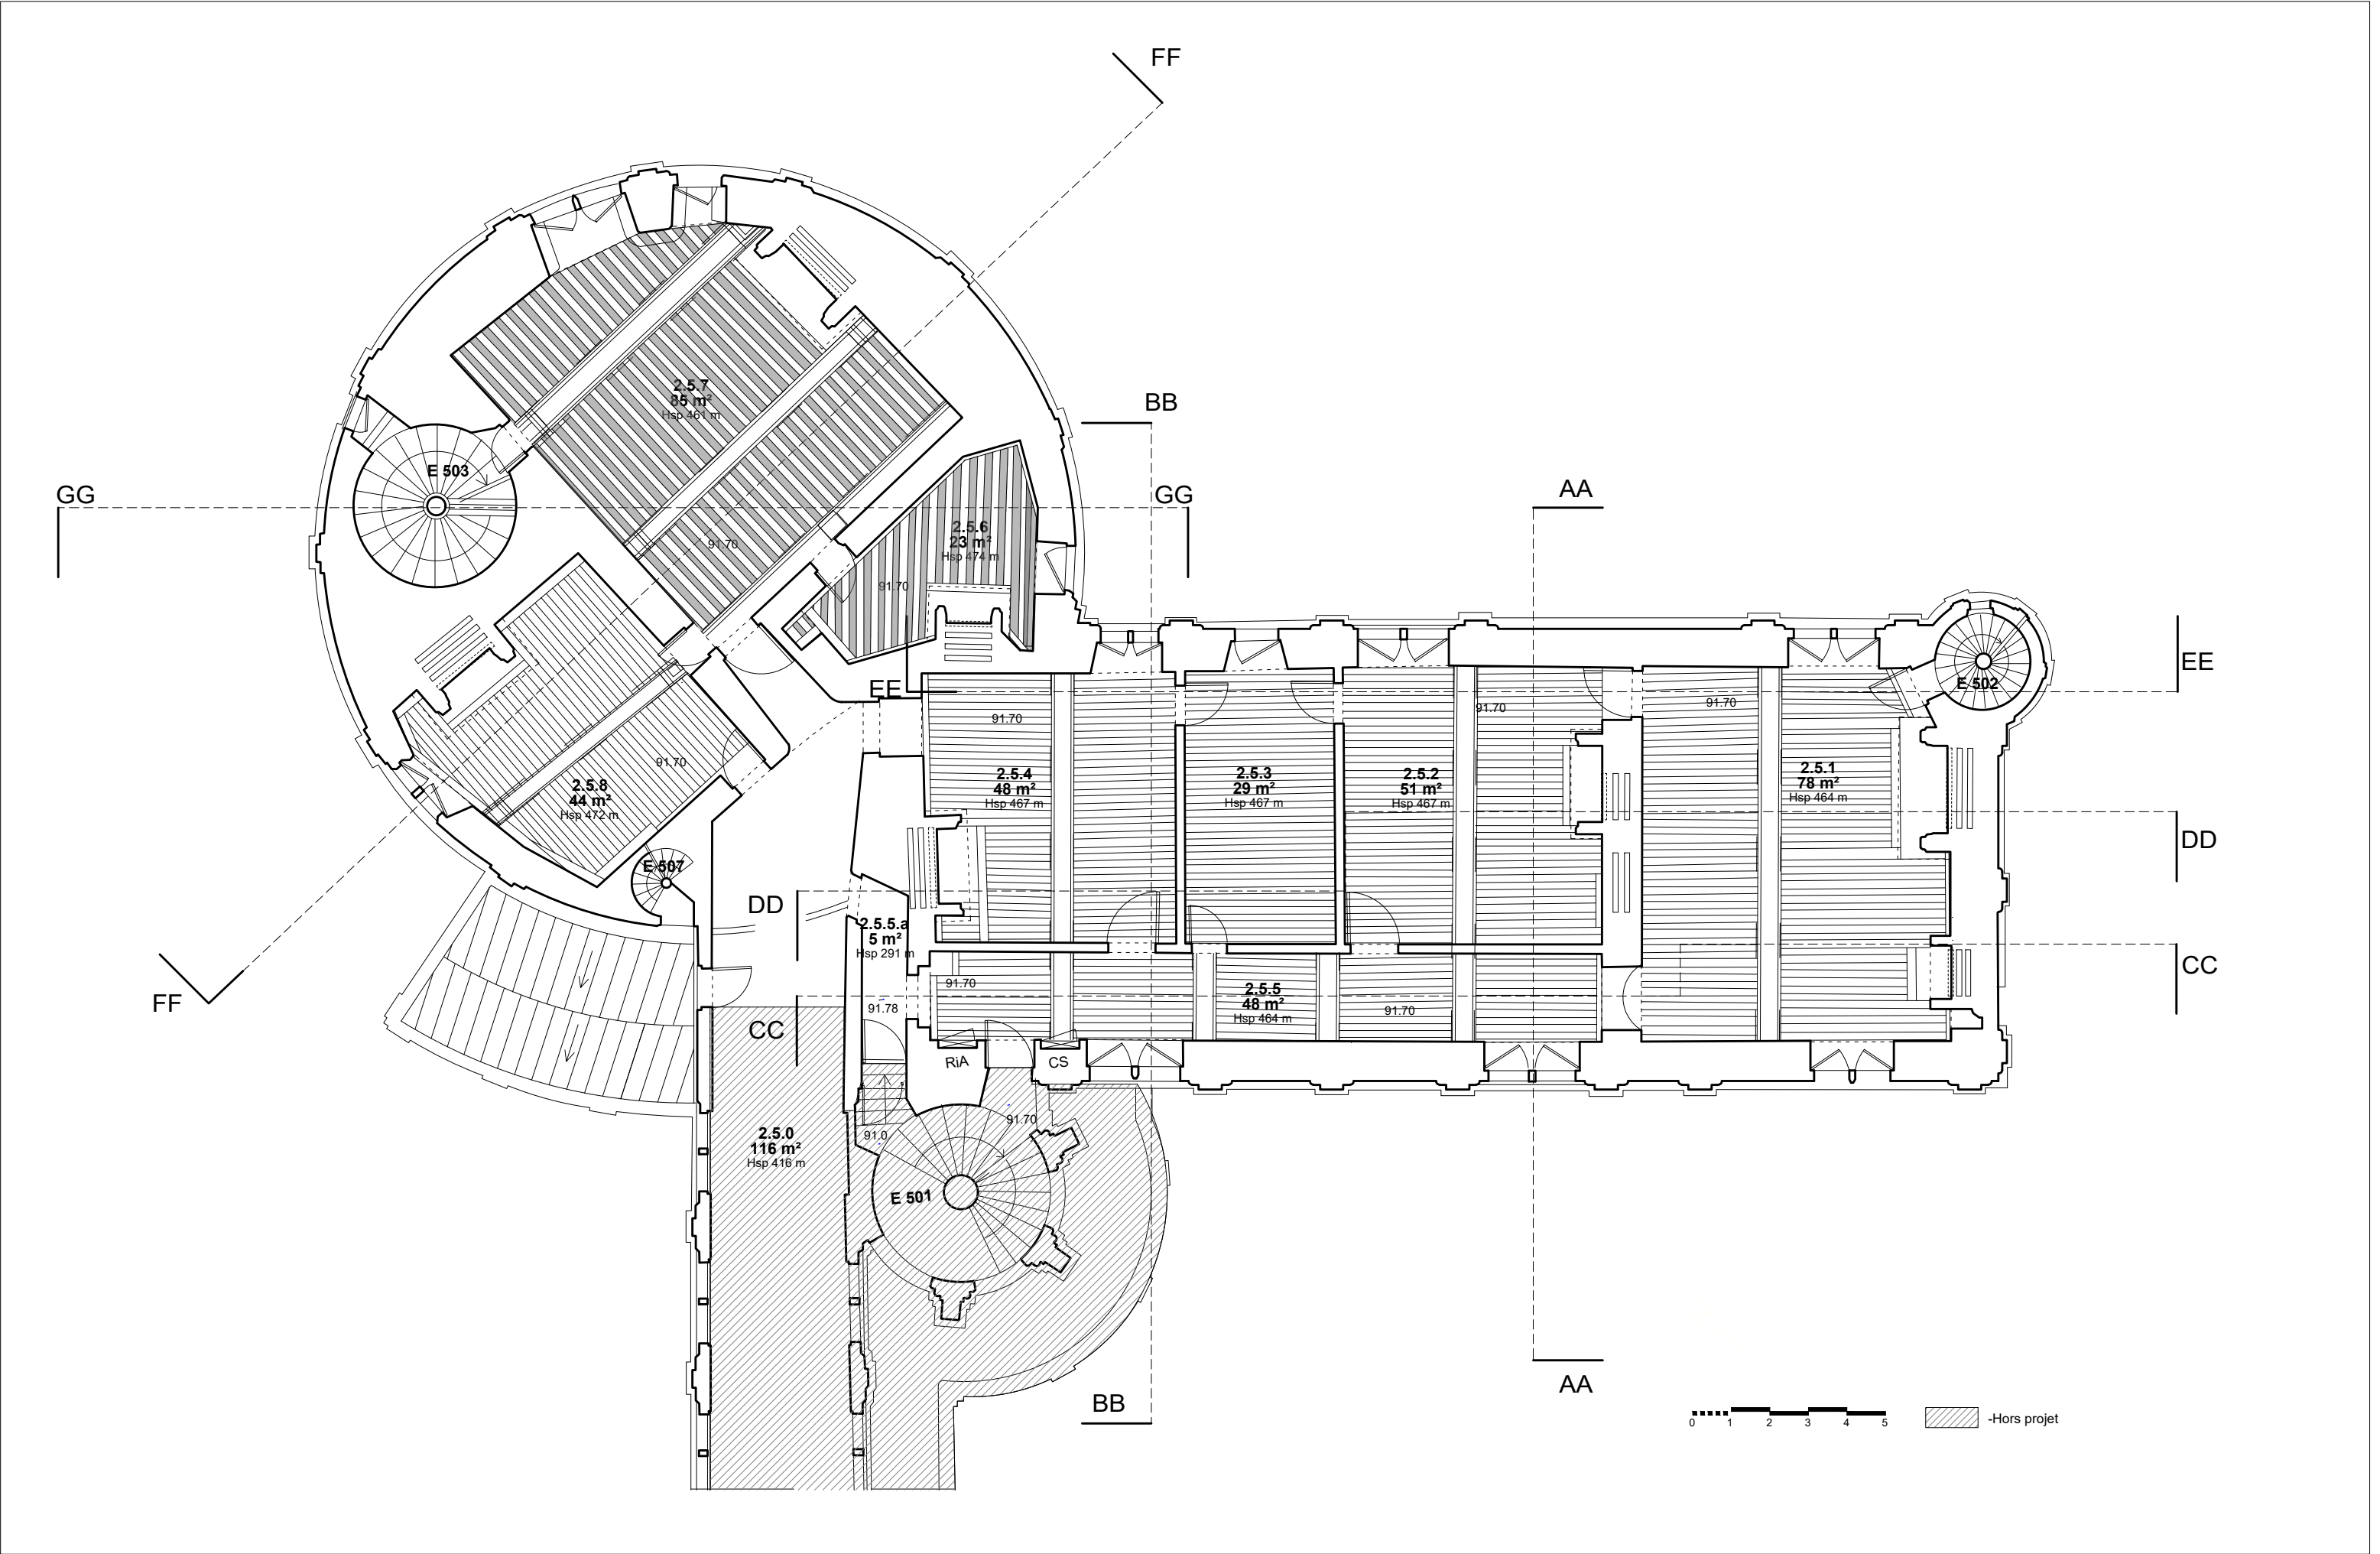 FF
BB
2.5.7
85 m²
Hsp 461 m
E 503
GG
GG
AA
2.5.6
23 m²
Hsp 474 m
91.70
91.70
EE
EE
E 502
91.70
91.70
91.70
91.70
2.5.8
44 m²
Hsp 472 m
2.5.4
48 m²
Hsp 467 m
2.5.3
29 m²
Hsp 467 m
2.5.2
51 m²
Hsp 467 m
2.5.1
78 m²
Hsp 464 m
DD
E 507
DD
2.5.5.a
5 m²
Hsp 291 m
CC
FF
91.70
2.5.5
48 m²
Hsp 464 m
91.78
91.70
CC
RiA
CS
91.70
91.0
2.5.0
116 m²
Hsp 416 m
E 501
AA
BB
0 1 2 3 4 5
-Hors projet